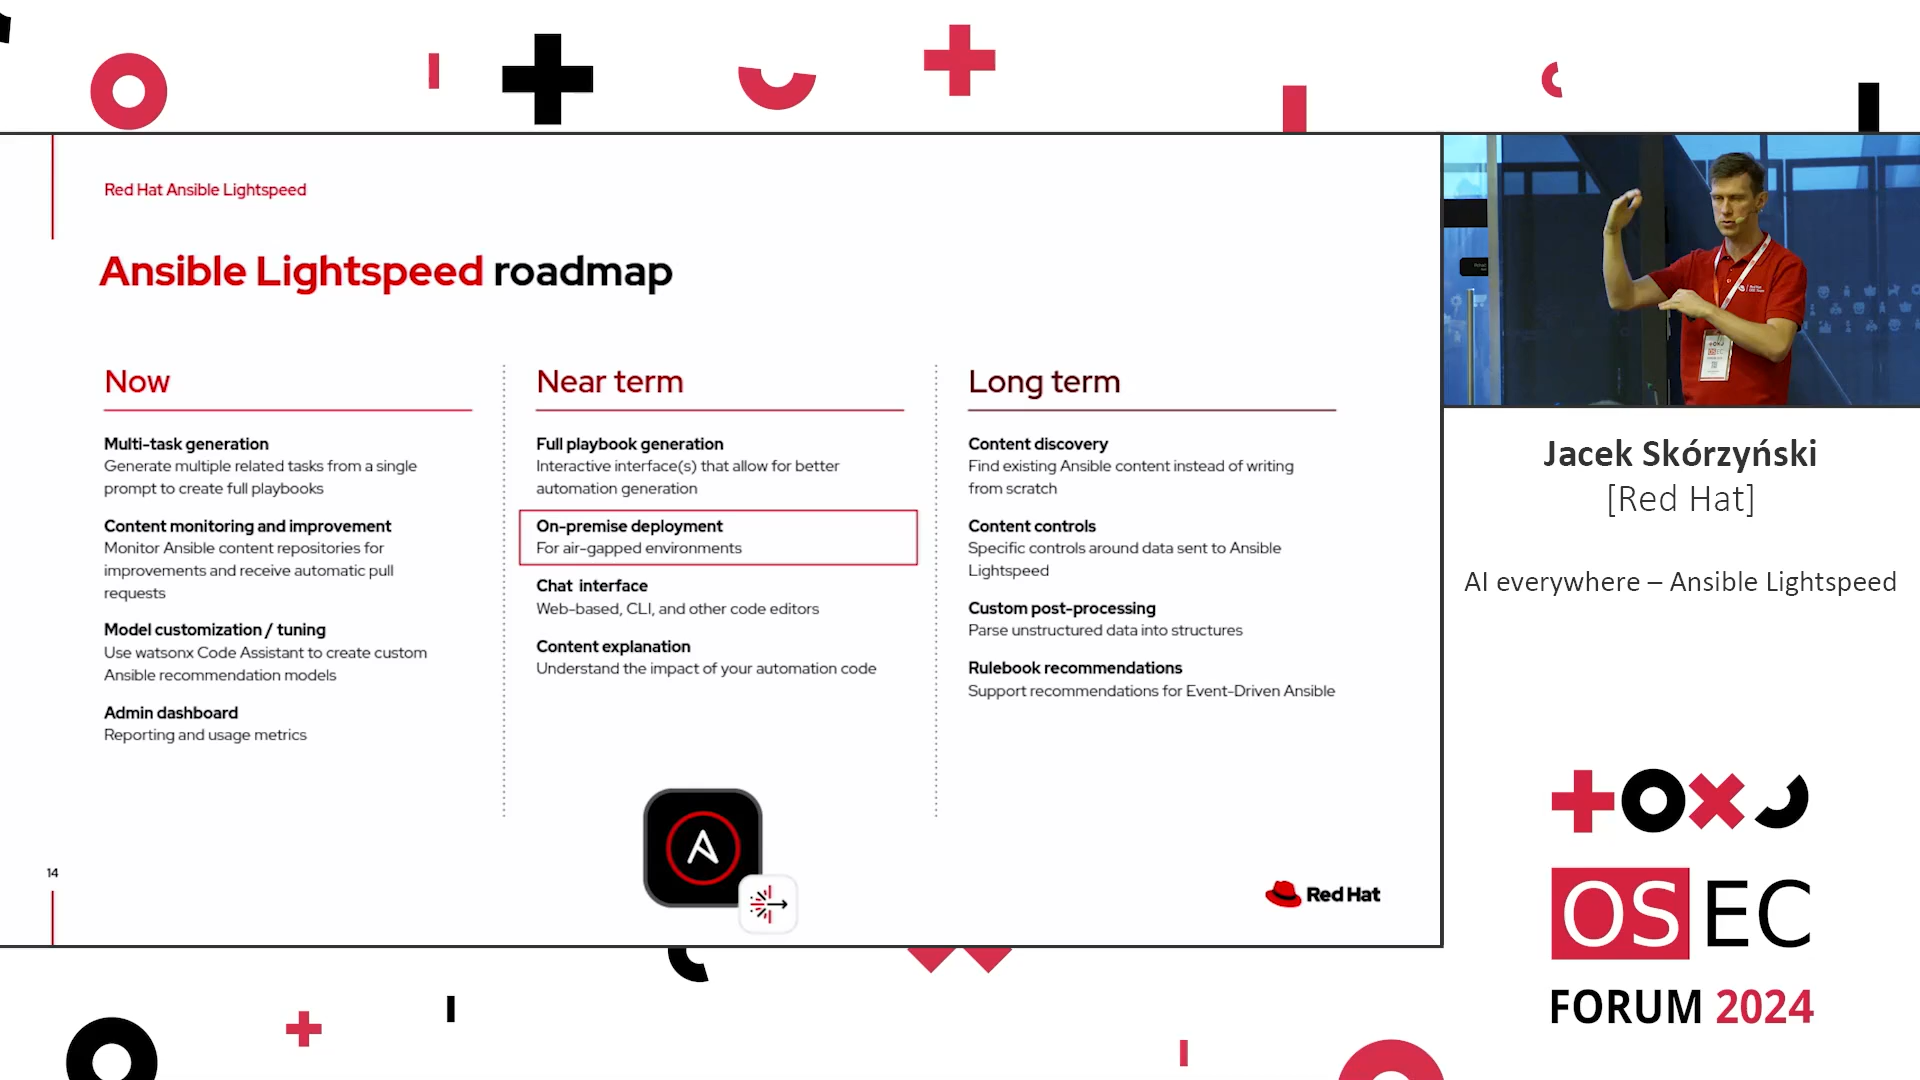 Red Hat Ansible Lightspeed
Ansible Lightspeed roadmap
Now
Multi-task generation
Generate multiple related tasks from a single
prompt to create full playbooks
Content monitoring and improvement
Monitor Ansible content repositories for
improvements and receive automatic pull
requests
Model customization / tuning
Use watsonx Code Assistant to create custom
Ansible recommendation models
Admin dashboard
Reporting and usage metrics
Near term
Full playbook generation
Interactive interface(s) that allow for better
automation generation
On-premise deployment
For air-gapped environments
Chat interface
Web-based, CLI, and other code editors
Content explanation
Understand the impact of your automation code
Long term
Content discovery
Find existing Ansible content instead of writing
from scratch
Content controls
Specific controls around data sent to Ansible
Lightspeed
Custom post-processing
Parse unstructured data into structures
Rulebook recommendations
Support recommendations for Event-Driven Ansible
14
Red Hat
Jacek Skórzyński
[Red Hat]
AI everywhere – Ansible Lightspeed
OSEC
FORUM 2024